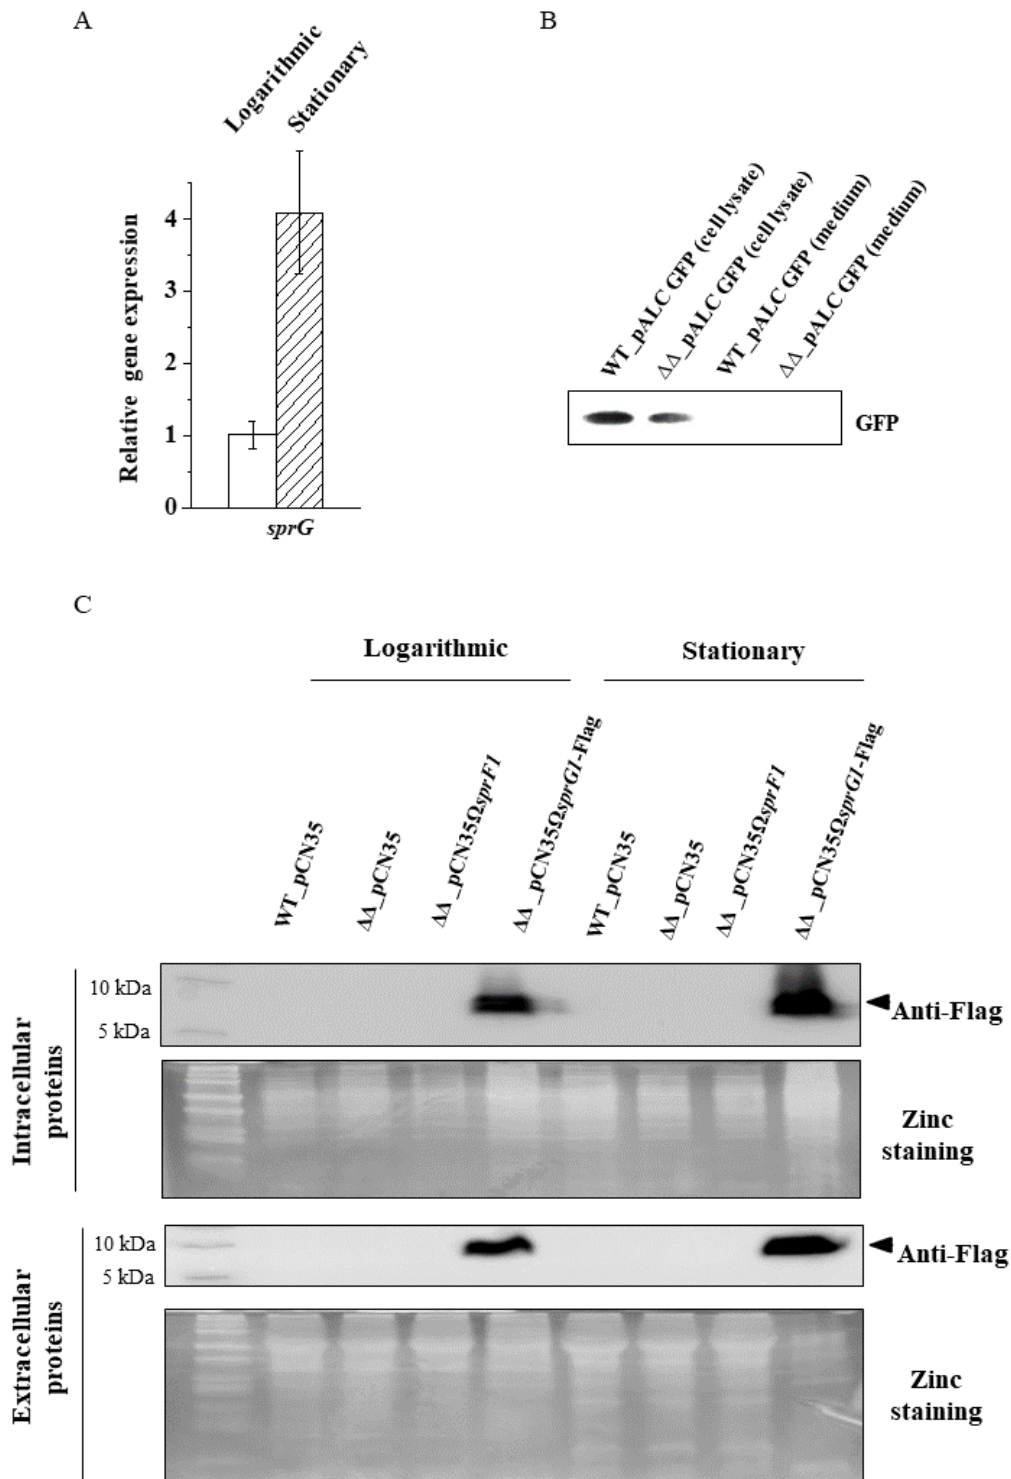 A
B
Logarithmic
Stationary
Relative gene expression
4
3
2
1
0
sprG
WT_pALC GFP (cell lysate)
ΔΔ_pALC GFP (cell lysate)
WT_pALC GFP (medium)
ΔΔ_pALC GFP (medium)
GFP
C
Logarithmic
Stationary
WT_pCN35
ΔΔ_pCN35
ΔΔ_pCN35ΩsprF1
ΔΔ_pCN35ΩsprG1-Flag
WT_pCN35
ΔΔ_pCN35
ΔΔ_pCN35ΩsprF1
ΔΔ_pCN35ΩsprG1-Flag
Intracellular
proteins
10 kDa
5 kDa
Anti-Flag
Zinc
staining
Extracellular
proteins
10 kDa
5 kDa
Anti-Flag
Zinc
staining